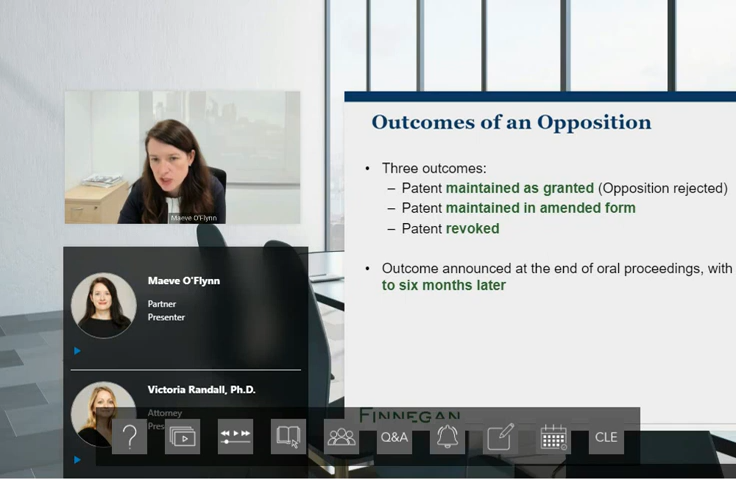 Outcomes of an Opposition
• Three outcomes:
– Patent maintained as granted (Opposition rejected)
– Patent maintained in amended form
– Patent revoked
• Outcome announced at the end of oral proceedings, with
to six months later
FINNEGAN
Maeve O'Flynn
Maeve O'Flynn
Partner
Presenter
Victoria Randall, Ph.D.
Attorney
Pres
?
Q&A
CLE